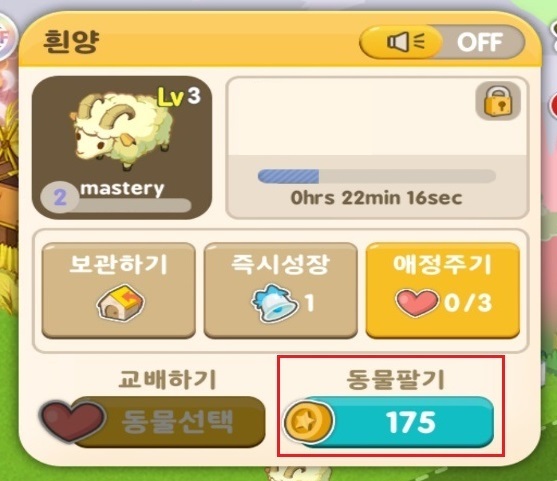 흰양
OFF
Lv3
2 mastery
0hrs 22min 16sec
보관하기
즉시성장
1
애정주기
0/3
교배하기
동물선택
동물팔기
175